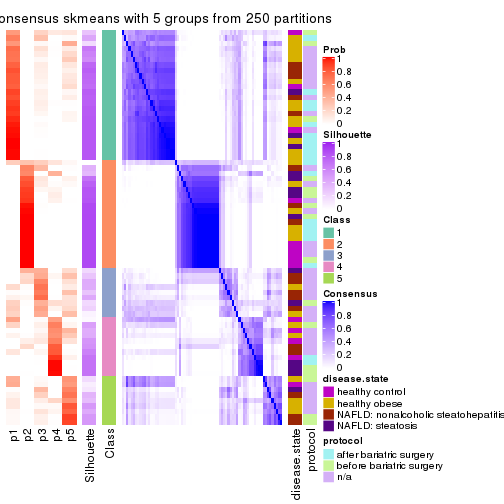 onsensus skmeans with 5 groups from 250 partitions
Prob
1
0.8
0.6
0.4
0.2
0
Silhouette
1
0.8
0.6
0.4
0.2
0
Class
1
2
3
4
5
Consensus
1
0.8
0.6
0.4
0.2
0
disease.state
healthy control
healthy obese
NAFLD: nonalcoholic steatohepatitis
NAFLD: steatosis
protocol
after bariatric surgery
before bariatric surgery
n/a
p1
p2
p3
p4
p5
Silhouette
Class
disease.state
protocol